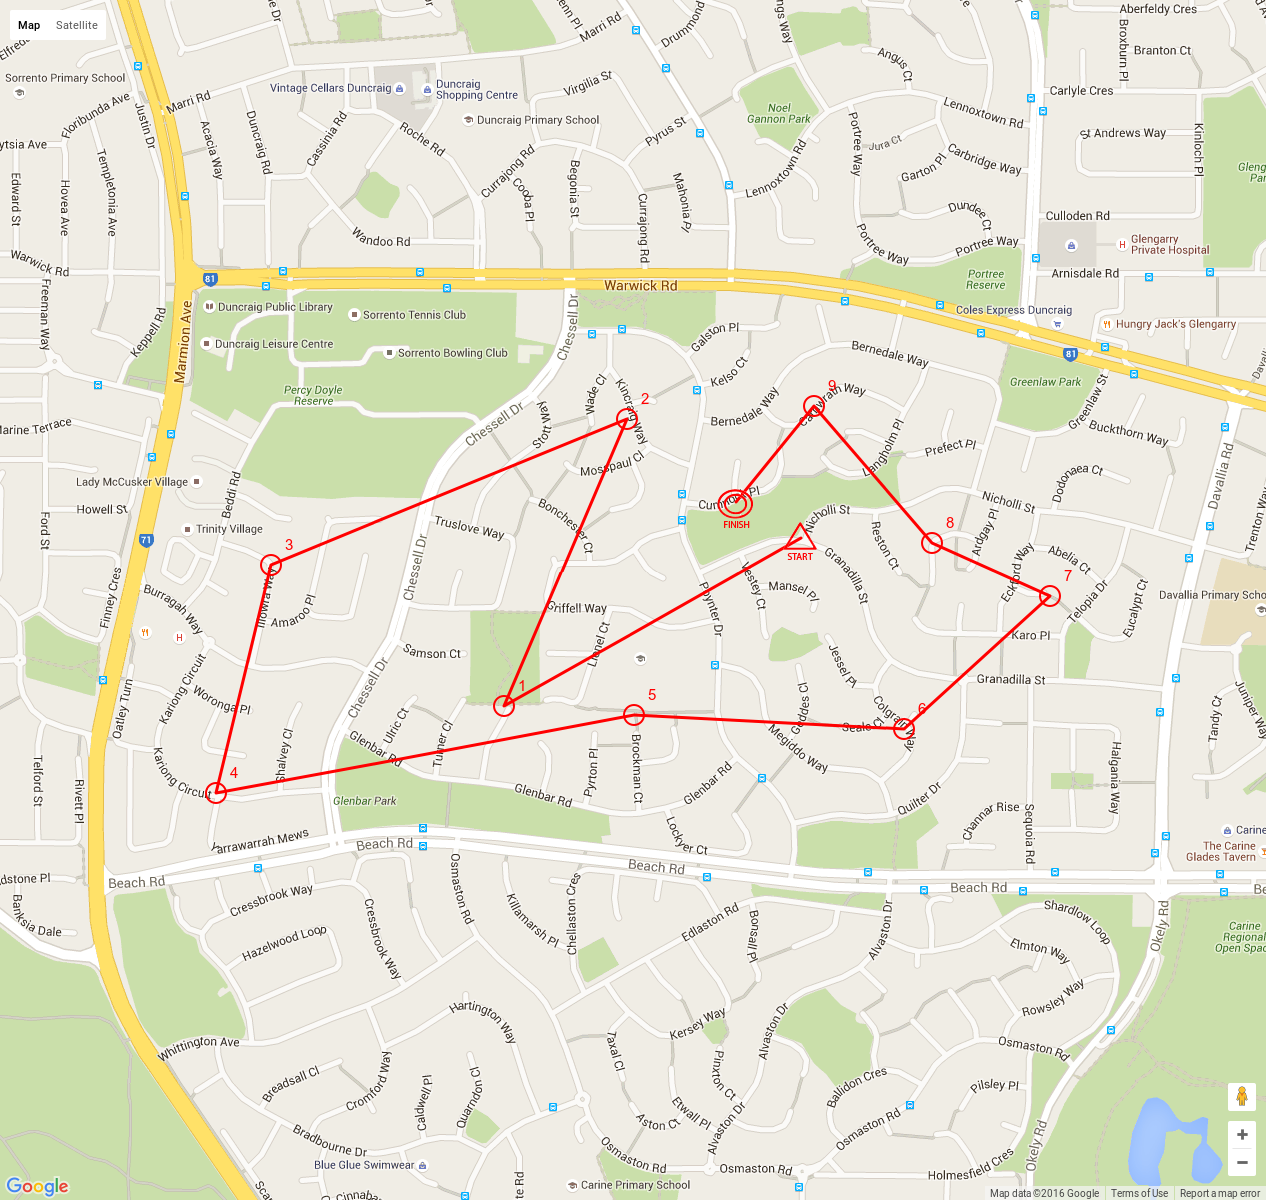 Map Satellite
Marri Rd
Drummond
Aberfeldy Cres
Broxburn Pl
Branton Ct
Angus Ct
Sorrento Primary School
Vintage Cellars Duncraig
Duncraig
Shopping Centre
Virgilia St
Carlyle Cres
Floribunda Ave
Justin Dr
Marri Rd
Noel
Gannon Park
Lennoxtown Rd
Duncraig Primary School
Pyrus St
Portree Way
Jura Ct
St Andrews Way
Kinloch Pl
Acacia Way
Duncraig Rd
Cassinia Rd
Roche Rd
Currajong Rd
Carbridge Way
Templetonia Ave
Edward St
Hovea Ave
Cooba Pl
Begonia St
Currajong Rd
Mahonia Pl
Lennoxtown Rd
Garton Pl
Dundee Ct
Culloden Rd
Wandoo Rd
Portree Way
Portree Way
Glengarry
Private Hospital
Warwick Rd
81
Warwick Rd
Portree
Reserve
Arnisdale Rd
Freeman Way
Keppell Rd
Marmion Ave
Duncraig Public Library
Sorrento Tennis Club
Chessell Dr
Galston Pl
Coles Express Duncraig
Hungry Jack's Glengarry
Duncraig Leisure Centre
Sorrento Bowling Club
Bernedale Way
81
Percy Doyle
Reserve
Wade Cl
Kincraig Way
Kelso Ct
9
Greenlaw Park
Greenlaw St
2
Stott Way
Chessell Dr
Bernedale Way
Langholm Pl
Prefect Pl
Buckthorn Way
Marine Terrace
Davallia Rd
Mosspaul Cl
Dodonaea Ct
Lady McCusker Village
Beddi Rd
Nicholli St
Howell St
Ford St
Bonchester Ct
FINISH
Nicholli St
Trinity Village
Truslove Way
START
Reston Ct
8
Ardgay Pl
Trenton Way
71
3
Chessell Dr
Granadilla St
Abelia Ct
Eckford Way
7
Finney Cres
Vestey Ct
Mansel Pl
Telopia Dr
Eucalypt Ct
Davallia Primary Schoo
Burragah Way
Illowra Way
Amaroo Pl
Griffell Way
Poynter Dr
Karo Pl
Lionel Ct
Samson Ct
Jessel Pl
Kariong Circuit
Woronga Pl
Chessell Dr
1
Granadilla St
Oatley Turn
Geddes Ct
Colgrain Way
Juniper Way
5
6
Seale Cl
Ulric Ct
Turner Cl
Tandy Ct
Glenbar Rd
Megiddo Way
Kariong Circuit
Shalvey Cl
4
Telford St
Rivett Pl
Pyrton Pl
Brockman Ct
Glenbar Rd
Halgania Way
Glenbar Rd
Quilter Dr
Glenbar Park
Channar Rise
Sequoia Rd
Yarrawarrah Mews
Lockyer Ct
Carine
The Carine
Glades Tavern
Beach Rd
Beach Rd
Beach Rd
Beach Rd
Banksia Dale
Cressbrook Way
Cressbrook Way
Osmaston Rd
Killamarsh Pl
Chellaston Cres
Edlaston Rd
Bonsall Pl
Alvaston Dr
Shardlow Loop
Okely Rd
Hazelwood Loop
Elmton Way
Carine
Regional
Open Space
Hartington Way
Kersey Way
Alvaston Dr
Rowsley Way
Whittington Ave
Osmaston Rd
Breadsall Cl
Cromford Way
Caldwell Pl
Quarndon Cl
Taxal Cl
Pinxton Ct
Ballidon Cres
Pilsley Pl
Etwall Pl
Aston Ct
Alvaston Dr
Osmaston Rd
Bradbourne Dr
Osmaston Rd
Okely Rd
Blue Glue Swimwear
Osmaston Rd
Holmesfield Cres
Carine Primary School
Google
Map data ©2016 Google Terms of Use Report a map error